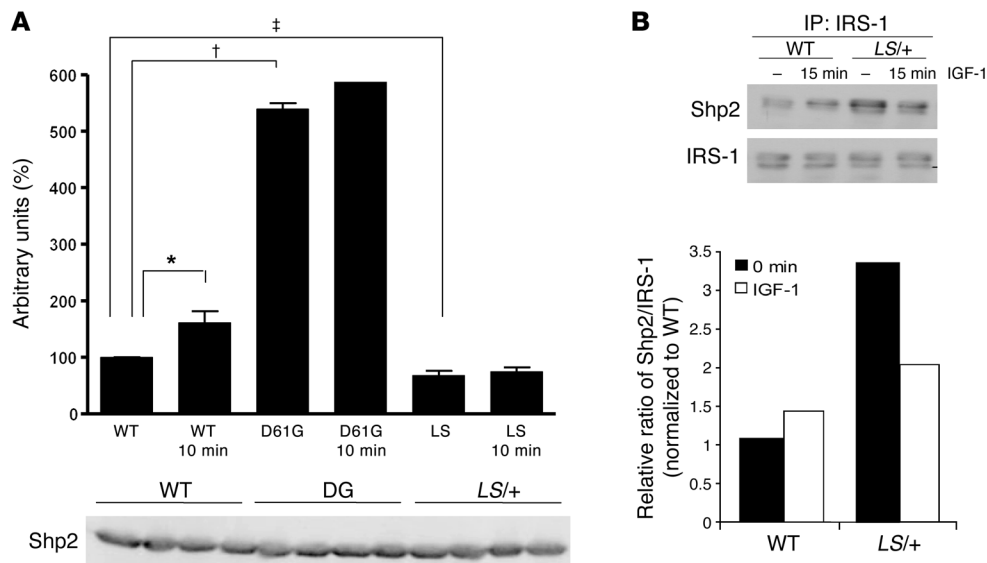 A
‡
†
*
Arbitrary units (%)
600
500
400
300
200
100
0
WT
WT
10 min
D61G
D61G
10 min
LS
LS
10 min
WT
DG
LS/+
Shp2
B
IP: IRS-1
WT
LS/+
–
15 min
–
15 min
IGF-1
Shp2
IRS-1
Relative ratio of Shp2/IRS-1
(normalized to WT)
3.5
3
2.5
2
1.5
1
0.5
0
0 min
IGF-1
WT
LS/+